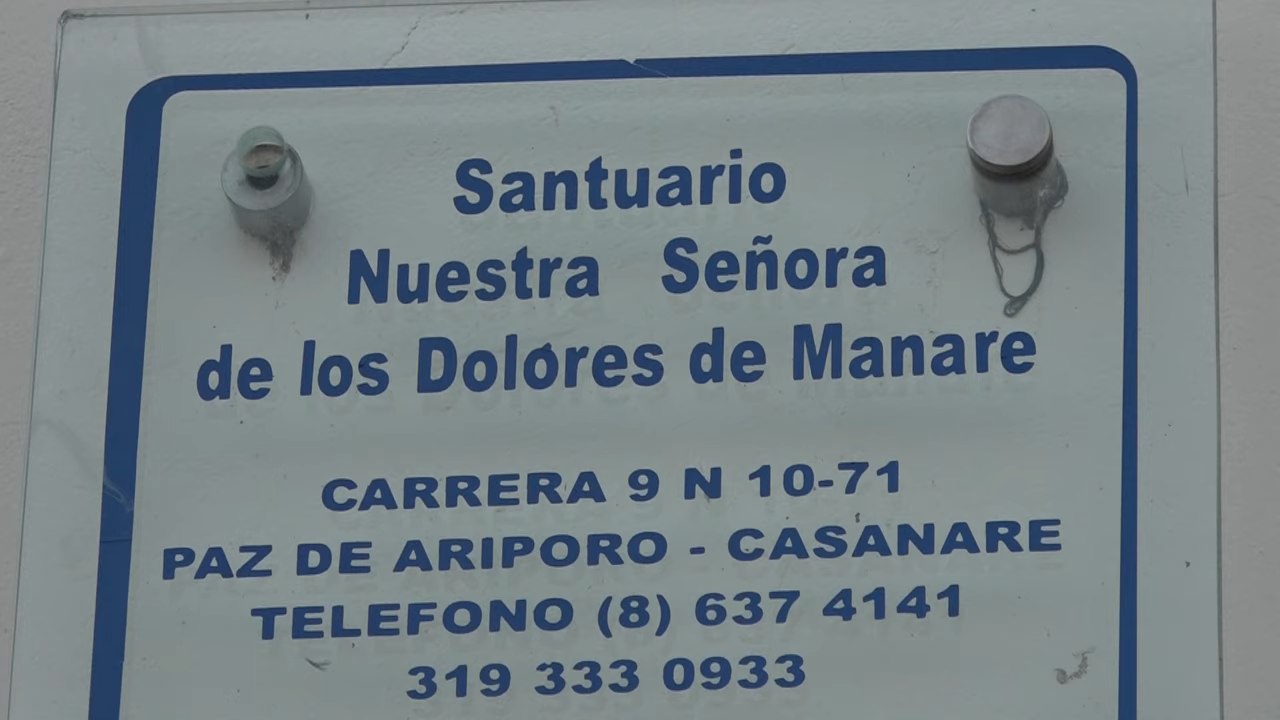 Santuario
Nuestra Señora
de los Dolores de Manare
CARRERA 9 N 10-71
PAZ DE ARIPORO - CASANARE
TELEFONO (8) 637 4141
319 333 0933